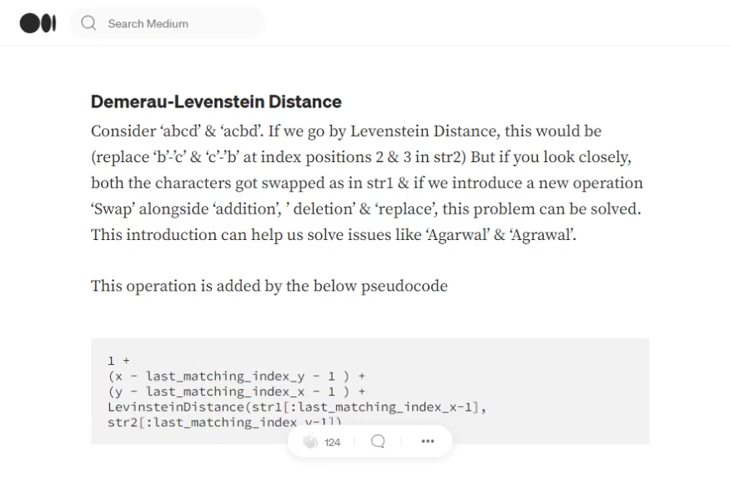 Search Medium
Demerau-Levenstein Distance
Consider ‘abcd’ & ‘acbd’. If we go by Levenstein Distance, this would be
(replace ‘b’-‘c’ & ‘c’-’b’ at index positions 2 & 3 in str2) But if you look closely,
both the characters got swapped as in str1 & if we introduce a new operation
‘Swap’ alongside ‘addition’, ’ deletion’ & ‘replace’, this problem can be solved.
This introduction can help us solve issues like ‘Agarwal’ & ‘Agrawal’.
This operation is added by the below pseudocode
1 +
(x - last_matching_index_y - 1 ) +
(y - last_matching_index_x - 1 ) +
LevinsteinDistance(str1[:last_matching_index_x-1],
str2[:last_matching_index_y-1])
124